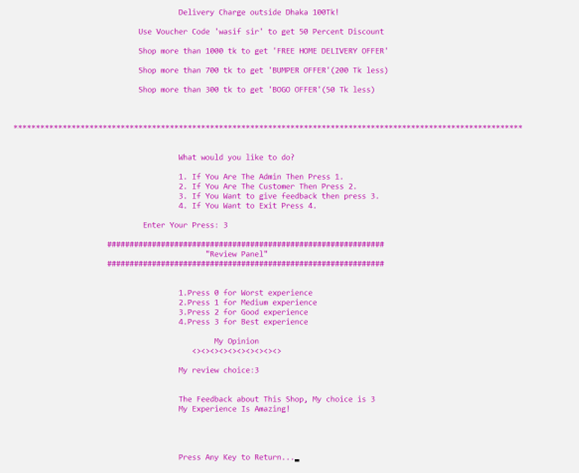 Delivery Charge outside Dhaka 100Tk!
Use Voucher Code 'wasif sir' to get 50 Percent Discount
Shop more than 1000 tk to get 'FREE HOME DELIVERY OFFER'
Shop more than 700 tk to get 'BUMPER OFFER'(200 Tk less)
Shop more than 300 tk to get 'BOGO OFFER'(50 Tk less)
******************************************************************************************************************
What would you like to do?
1. If You Are The Admin Then Press 1.
2. If You Are The Customer Then Press 2.
3. If You Want to give feedback then press 3.
4. If You Want to Exit Press 4.
Enter Your Press: 3
##############################################################
"Review Panel"
##############################################################
1.Press 0 for Worst experience
2.Press 1 for Medium experience
3.Press 2 for Good experience
4.Press 3 for Best experience
My Opinion
<><><><><><><><><><>
My review choice:3
The Feedback about This Shop, My choice is 3
My Experience Is Amazing!
Press Any Key to Return...